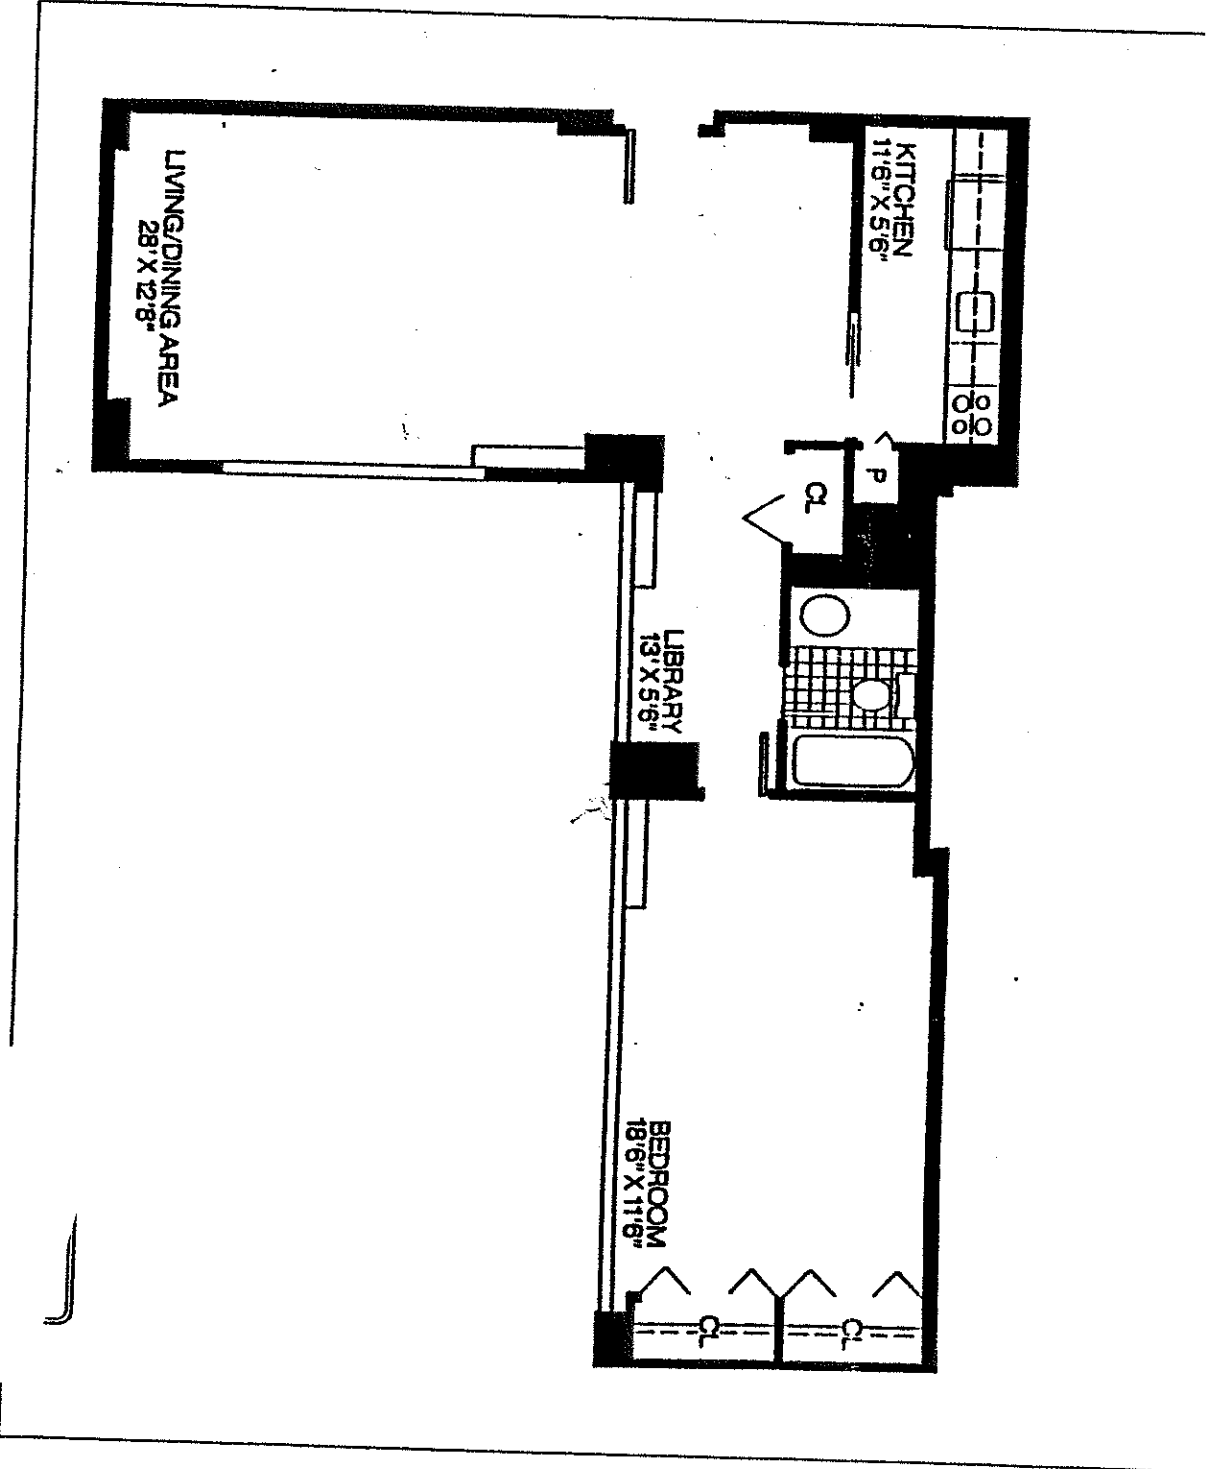 KITCHEN
11'6" X 5'6"
LIVING/DINING AREA
28' X 12'8"
P
CL
LIBRARY
13' X 5'6"
BEDROOM
18'6" X 11'6"
CL
CL